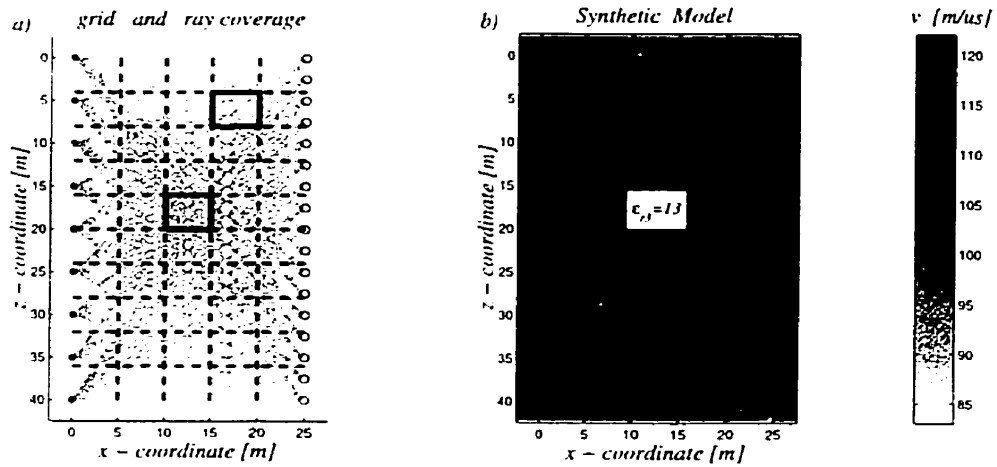 a) grid and ray coverage
0
5
10
15
20
25
30
35
40
z - coordinate [m]
0 5 10 15 20 25
x - coordinate [m]
b) Synthetic Model
0
5
10
15
20
25
30
35
40
z - coordinate [m]
εr3=13
0 5 10 15 20 25
x - coordinate [m]
v [m/us]
120
115
110
105
100
95
90
85